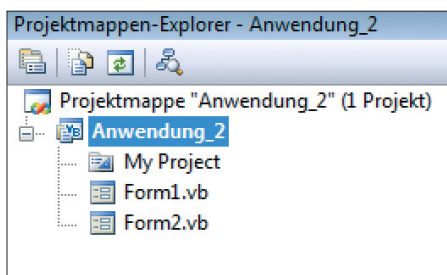 Projektmappen-Explorer - Anwendung_2
Projektmappe "Anwendung_2" (1 Projekt)
Anwendung_2
My Project
Form1.vb
Form2.vb